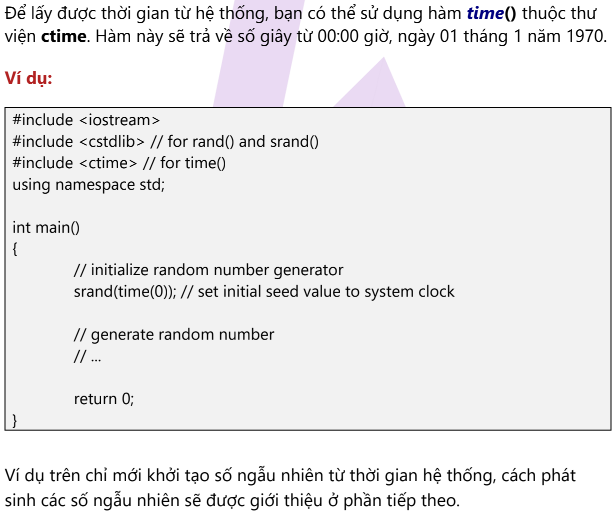 Để lấy được thời gian từ hệ thống, bạn có thể sử dụng hàm time() thuộc thư
viện ctime. Hàm này sẽ trả về số giây từ 00:00 giờ, ngày 01 tháng 1 năm 1970.
Ví dụ:
#include <iostream>
#include <cstdlib> // for rand() and srand()
#include <ctime> // for time()
using namespace std;
int main()
{
// initialize random number generator
srand(time(0)); // set initial seed value to system clock
// generate random number
// ...
return 0;
}
Ví dụ trên chỉ mới khởi tạo số ngẫu nhiên từ thời gian hệ thống, cách phát
sinh các số ngẫu nhiên sẽ được giới thiệu ở phần tiếp theo.